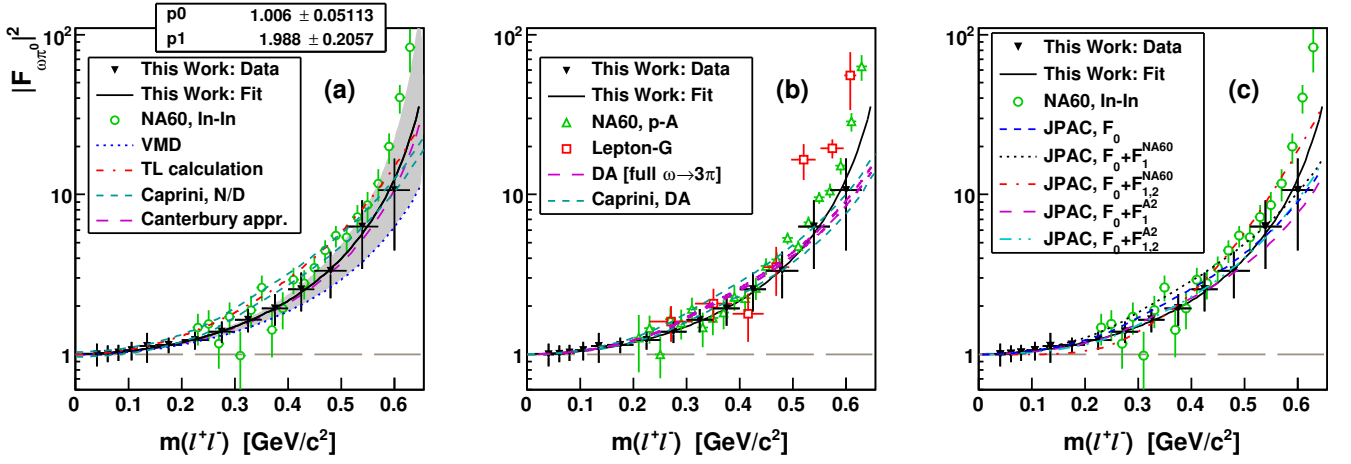 p0 1.006 ± 0.05113
p1 1.988 ± 0.2057
|F_{ωπ⁰}|²
10²
10
1
This Work: Data
This Work: Fit
NA60, In-In
VMD
TL calculation
Caprini, N/D
Canterbury appr.
(a)
0 0.1 0.2 0.3 0.4 0.5 0.6
m(l⁺l⁻) [GeV/c²]
10²
10
1
This Work: Data
This Work: Fit
NA60, p-A
Lepton-G
DA [full ω→3π]
Caprini, DA
(b)
0 0.1 0.2 0.3 0.4 0.5 0.6
m(l⁺l⁻) [GeV/c²]
10²
10
1
This Work: Data
This Work: Fit
NA60, In-In
JPAC, F₀
JPAC, F₀+F₁^{NA60}
JPAC, F₀+F_{1,2}^{NA60}
JPAC, F₀+F₁^{A2}
JPAC, F₀+F_{1,2}^{A2}
(c)
0 0.1 0.2 0.3 0.4 0.5 0.6
m(l⁺l⁻) [GeV/c²]